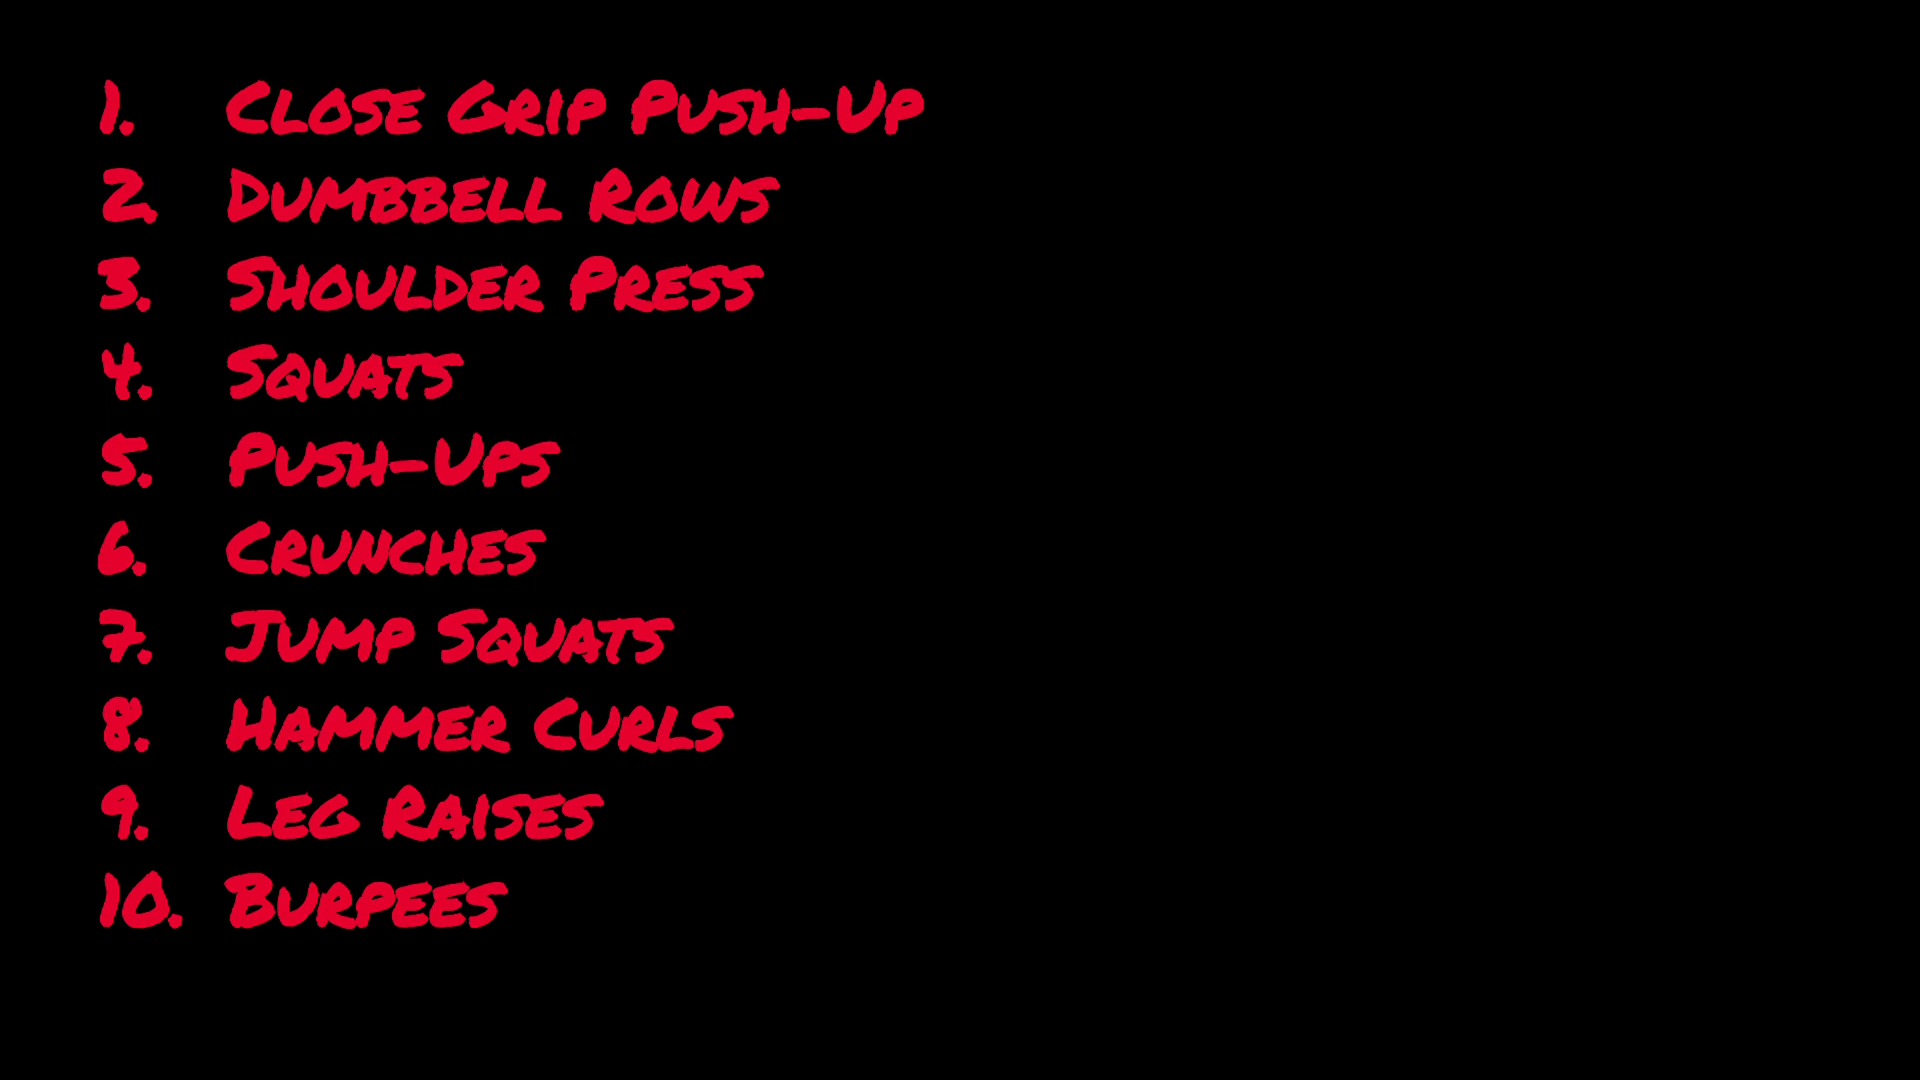 1. Close Grip Push-Up
2. Dumbbell Rows
3. Shoulder Press
4. Squats
5. Push-Ups
6. Crunches
7. Jump Squats
8. Hammer Curls
9. Leg Raises
10. Burpees